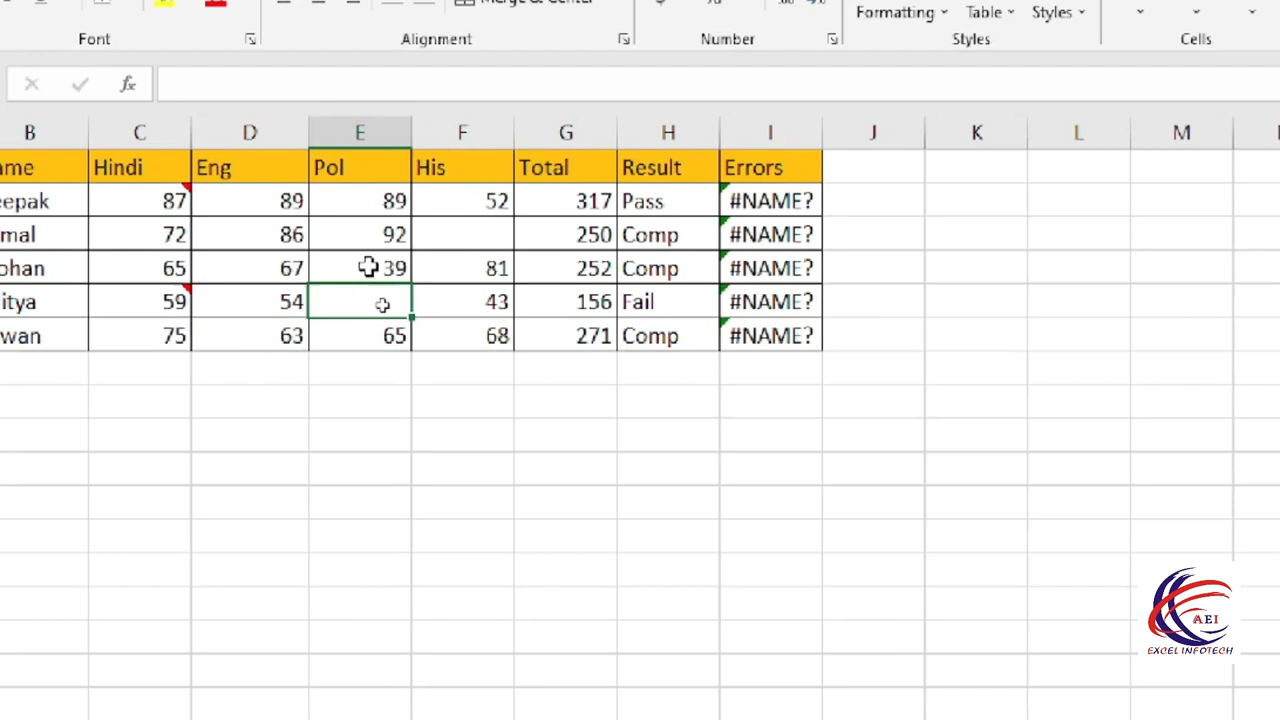 Merge & Center
Formatting Table Styles
Font Alignment Number Styles Cells
fx
B C D E F G H I J K L M
ame Hindi Eng Pol His Total Result Errors
eepak 87 89 89 52 317 Pass #NAME?
mal 72 86 92 250 Comp #NAME?
ohan 65 67 39 81 252 Comp #NAME?
itya 59 54 43 156 Fail #NAME?
wan 75 63 65 68 271 Comp #NAME?
AEI
EXCEL INFOTECH